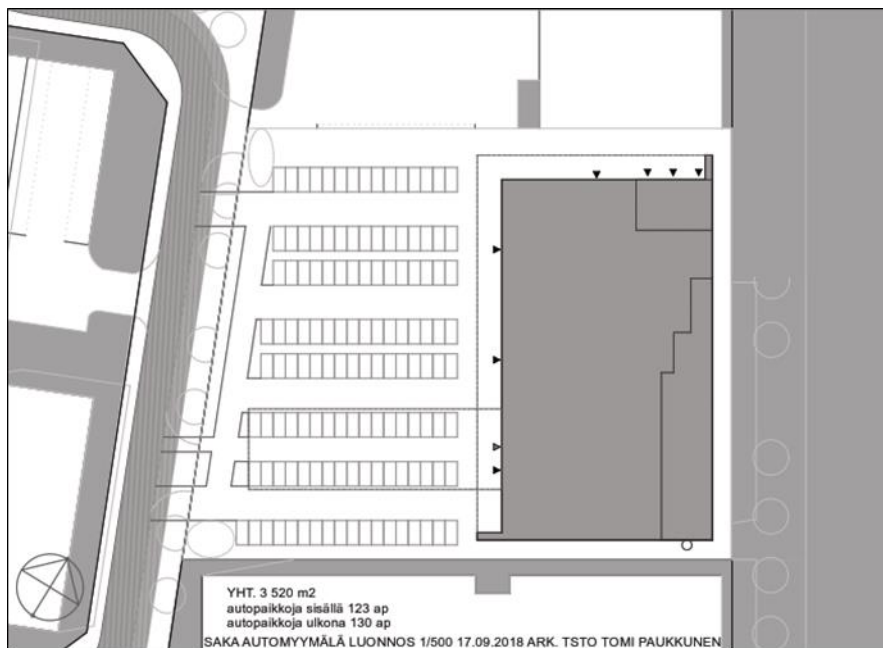 YHT. 3 520 m2
autopaikkoja sisällä 123 ap
autopaikkoja ulkona 130 ap
SAKA AUTOMYYMÄLÄ LUONNOS 1/500 17.09.2018 ARK. TSTO TOMI PAUKKUNEN